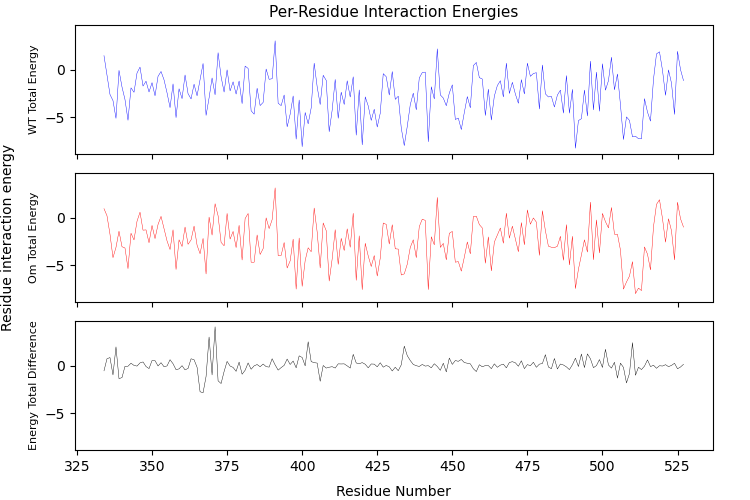 Per-Residue Interaction Energies
Residue interaction energy
WT Total Energy
0
−5
Om Total Energy
0
−5
Energy Total Difference
0
−5
325 350 375 400 425 450 475 500 525
Residue Number